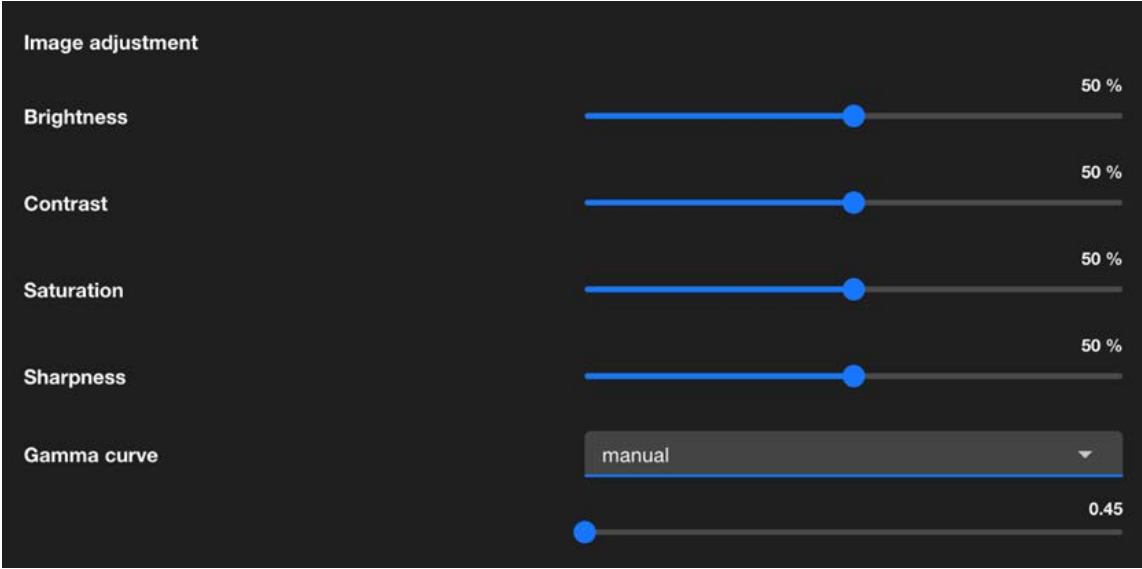 Image adjustment
50 %
Brightness
50 %
Contrast
50 %
Saturation
50 %
Sharpness
Gamma curve manual
0.45